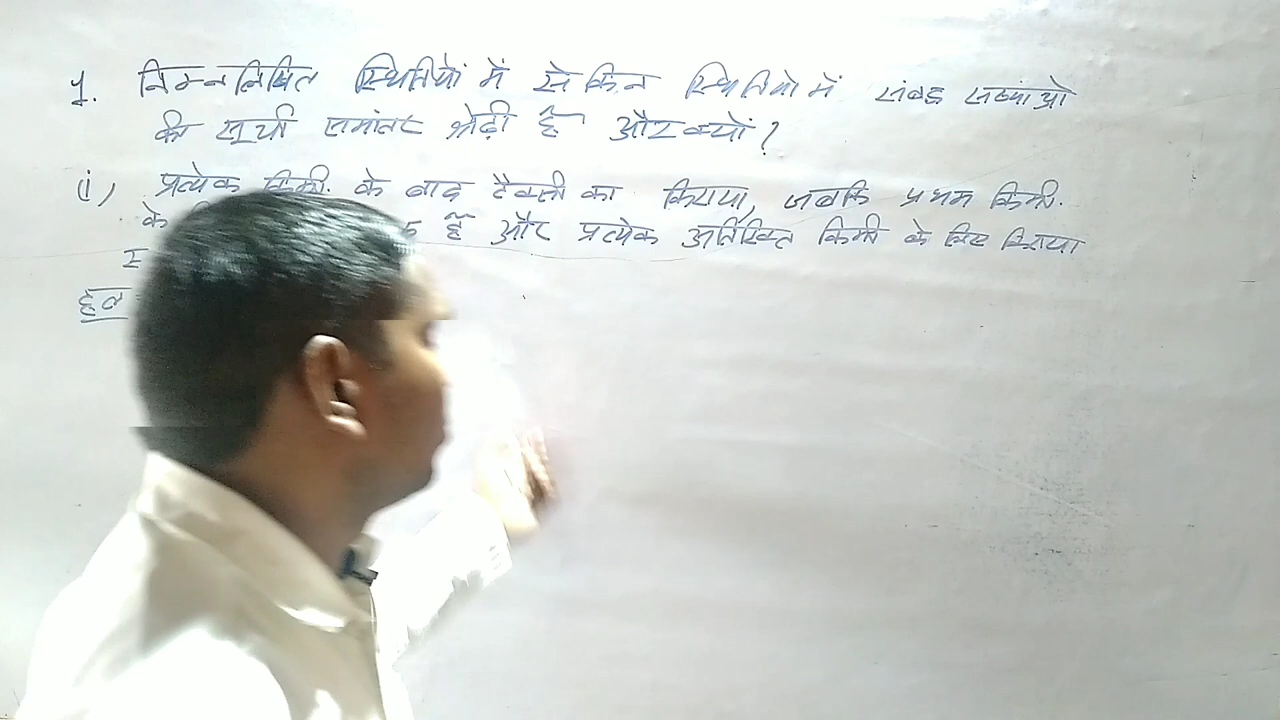 1. निम्नलिखित स्थितियों में से किन स्थितियो में संबद्ध संख्याओ
की सूची समांतर श्रेढ़ी है और क्यों?
(i) प्रत्येक किमी. के बाद टैक्सी का किराया, जबकि प्रथम किमी.
के है और प्रत्येक अतिरिक्त किमी के लिए किराया
हल